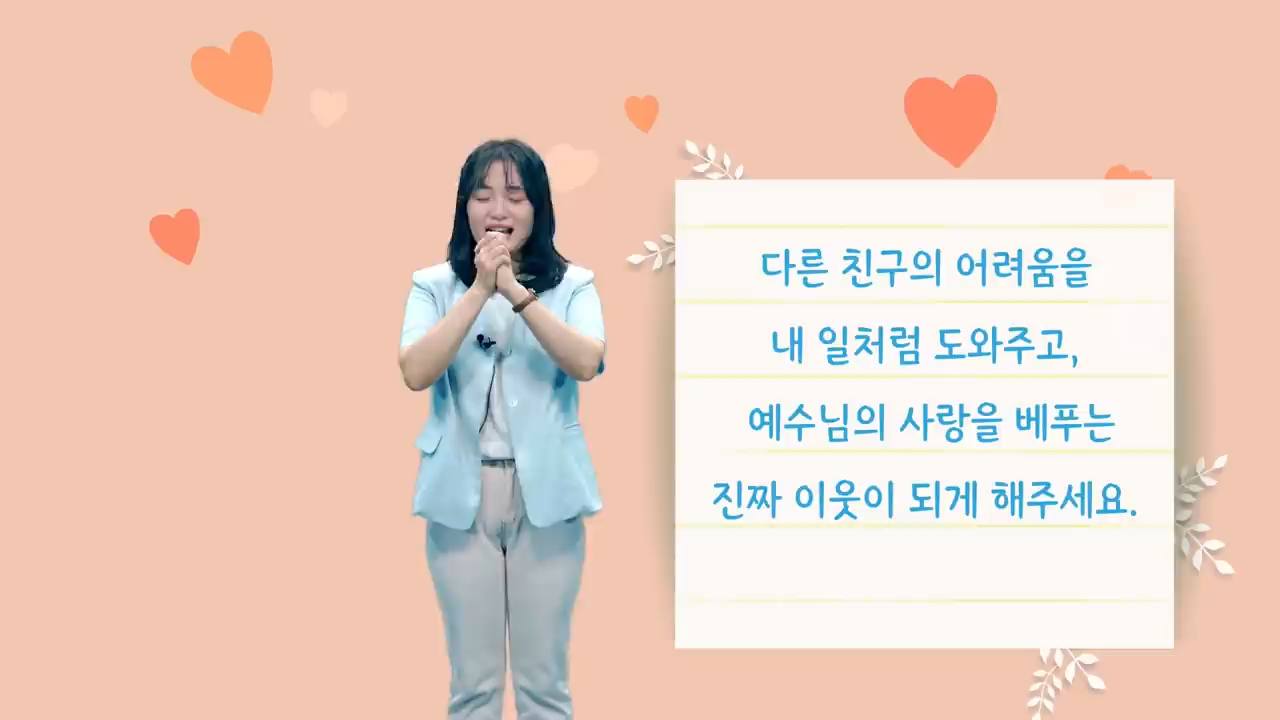 다른 친구의 어려움을
내 일처럼 도와주고,
예수님의 사랑을 베푸는
진짜 이웃이 되게 해주세요.